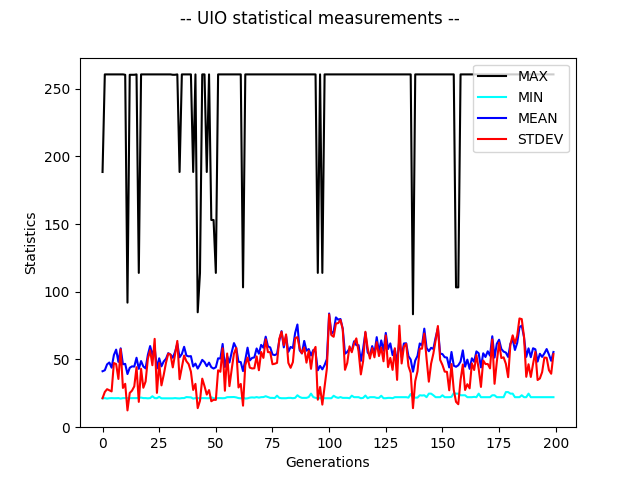 -- UIO statistical measurements --
MAX
MIN
MEAN
STDEV
250
200
150
100
50
0
Statistics
0 25 50 75 100 125 150 175 200
Generations